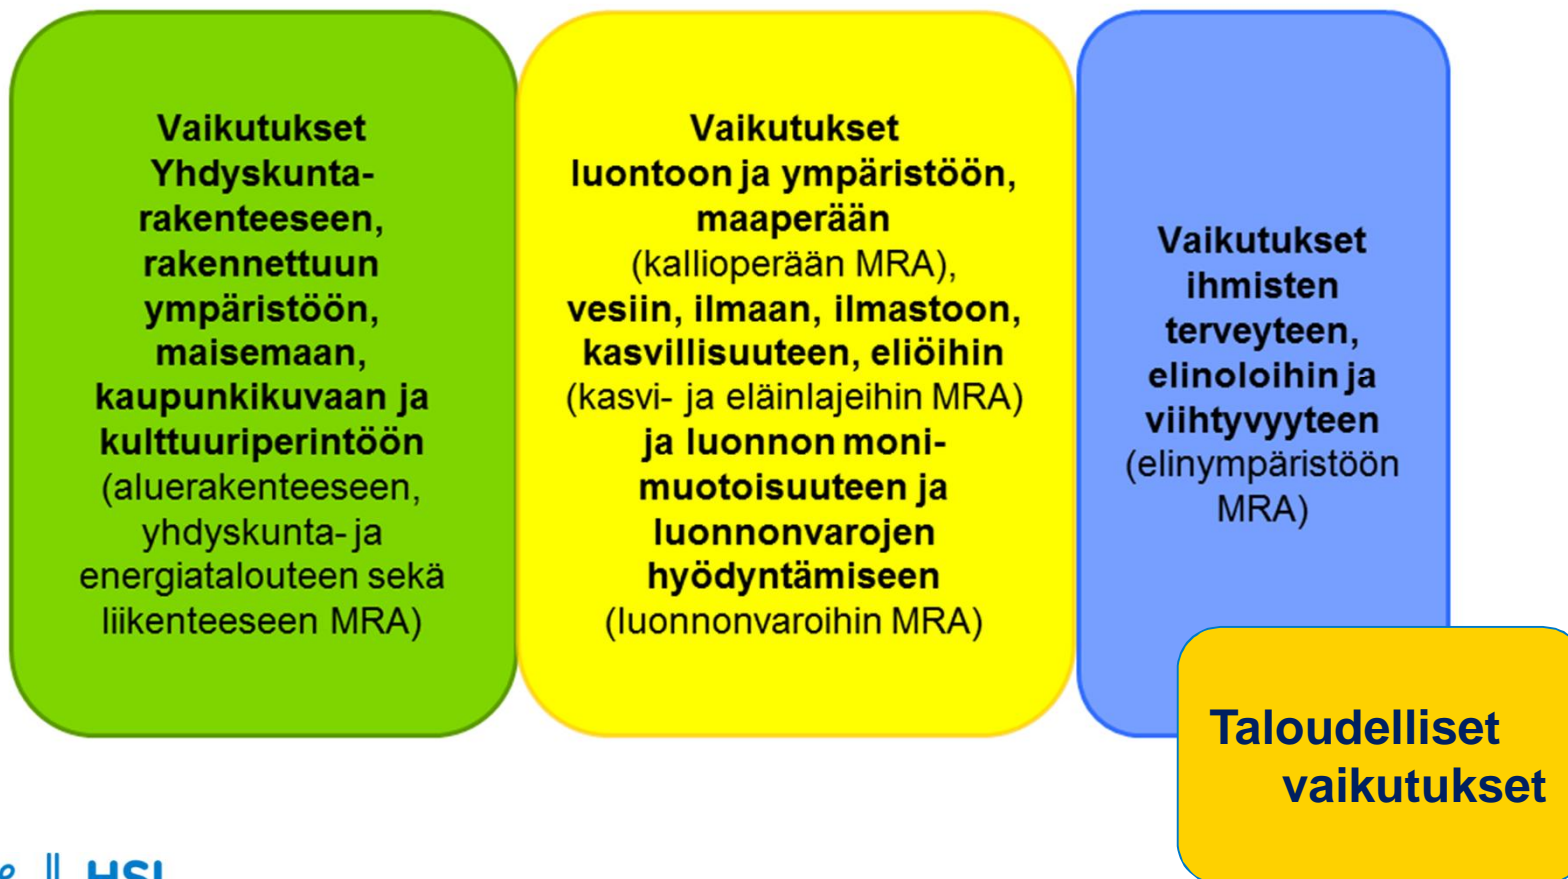 Vaikutukset
Yhdyskunta-
rakenteeseen,
rakennettuun
ympäristöön,
maisemaan,
kaupunkikuvaan ja
kulttuuriperintöön
(aluerakenteeseen,
yhdyskunta- ja
energiatalouteen sekä
liikenteeseen MRA)
Vaikutukset
luontoon ja ympäristöön,
maaperään
(kallioperään MRA),
vesiin, ilmaan, ilmastoon,
kasvillisuuteen, eliöihin
(kasvi- ja eläinlajeihin MRA)
ja luonnon moni-
muotoisuuteen ja
luonnonvarojen
hyödyntämiseen
(luonnonvaroihin MRA)
Vaikutukset
ihmisten
terveyteen,
elinoloihin ja
viihtyvyyteen
(elinympäristöön
MRA)
Taloudelliset
vaikutukset
HSL